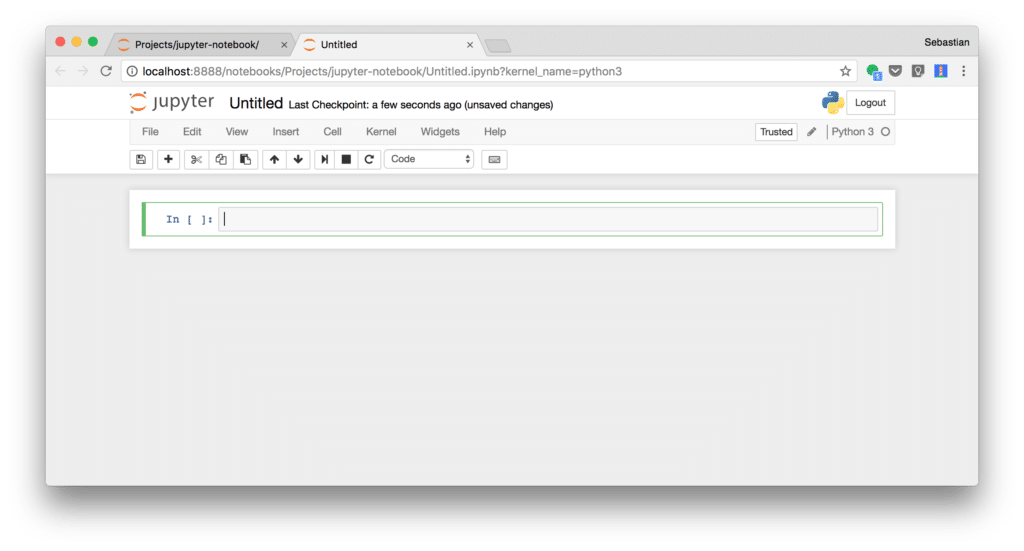 Projects/jupyter-notebook/ Untitled Sebastian
localhost:8888/notebooks/Projects/jupyter-notebook/Untitled.ipynb?kernel_name=python3
jupyter Untitled Last Checkpoint: a few seconds ago (unsaved changes) Logout
File Edit View Insert Cell Kernel Widgets Help Trusted Python 3
Code
In [ ]: